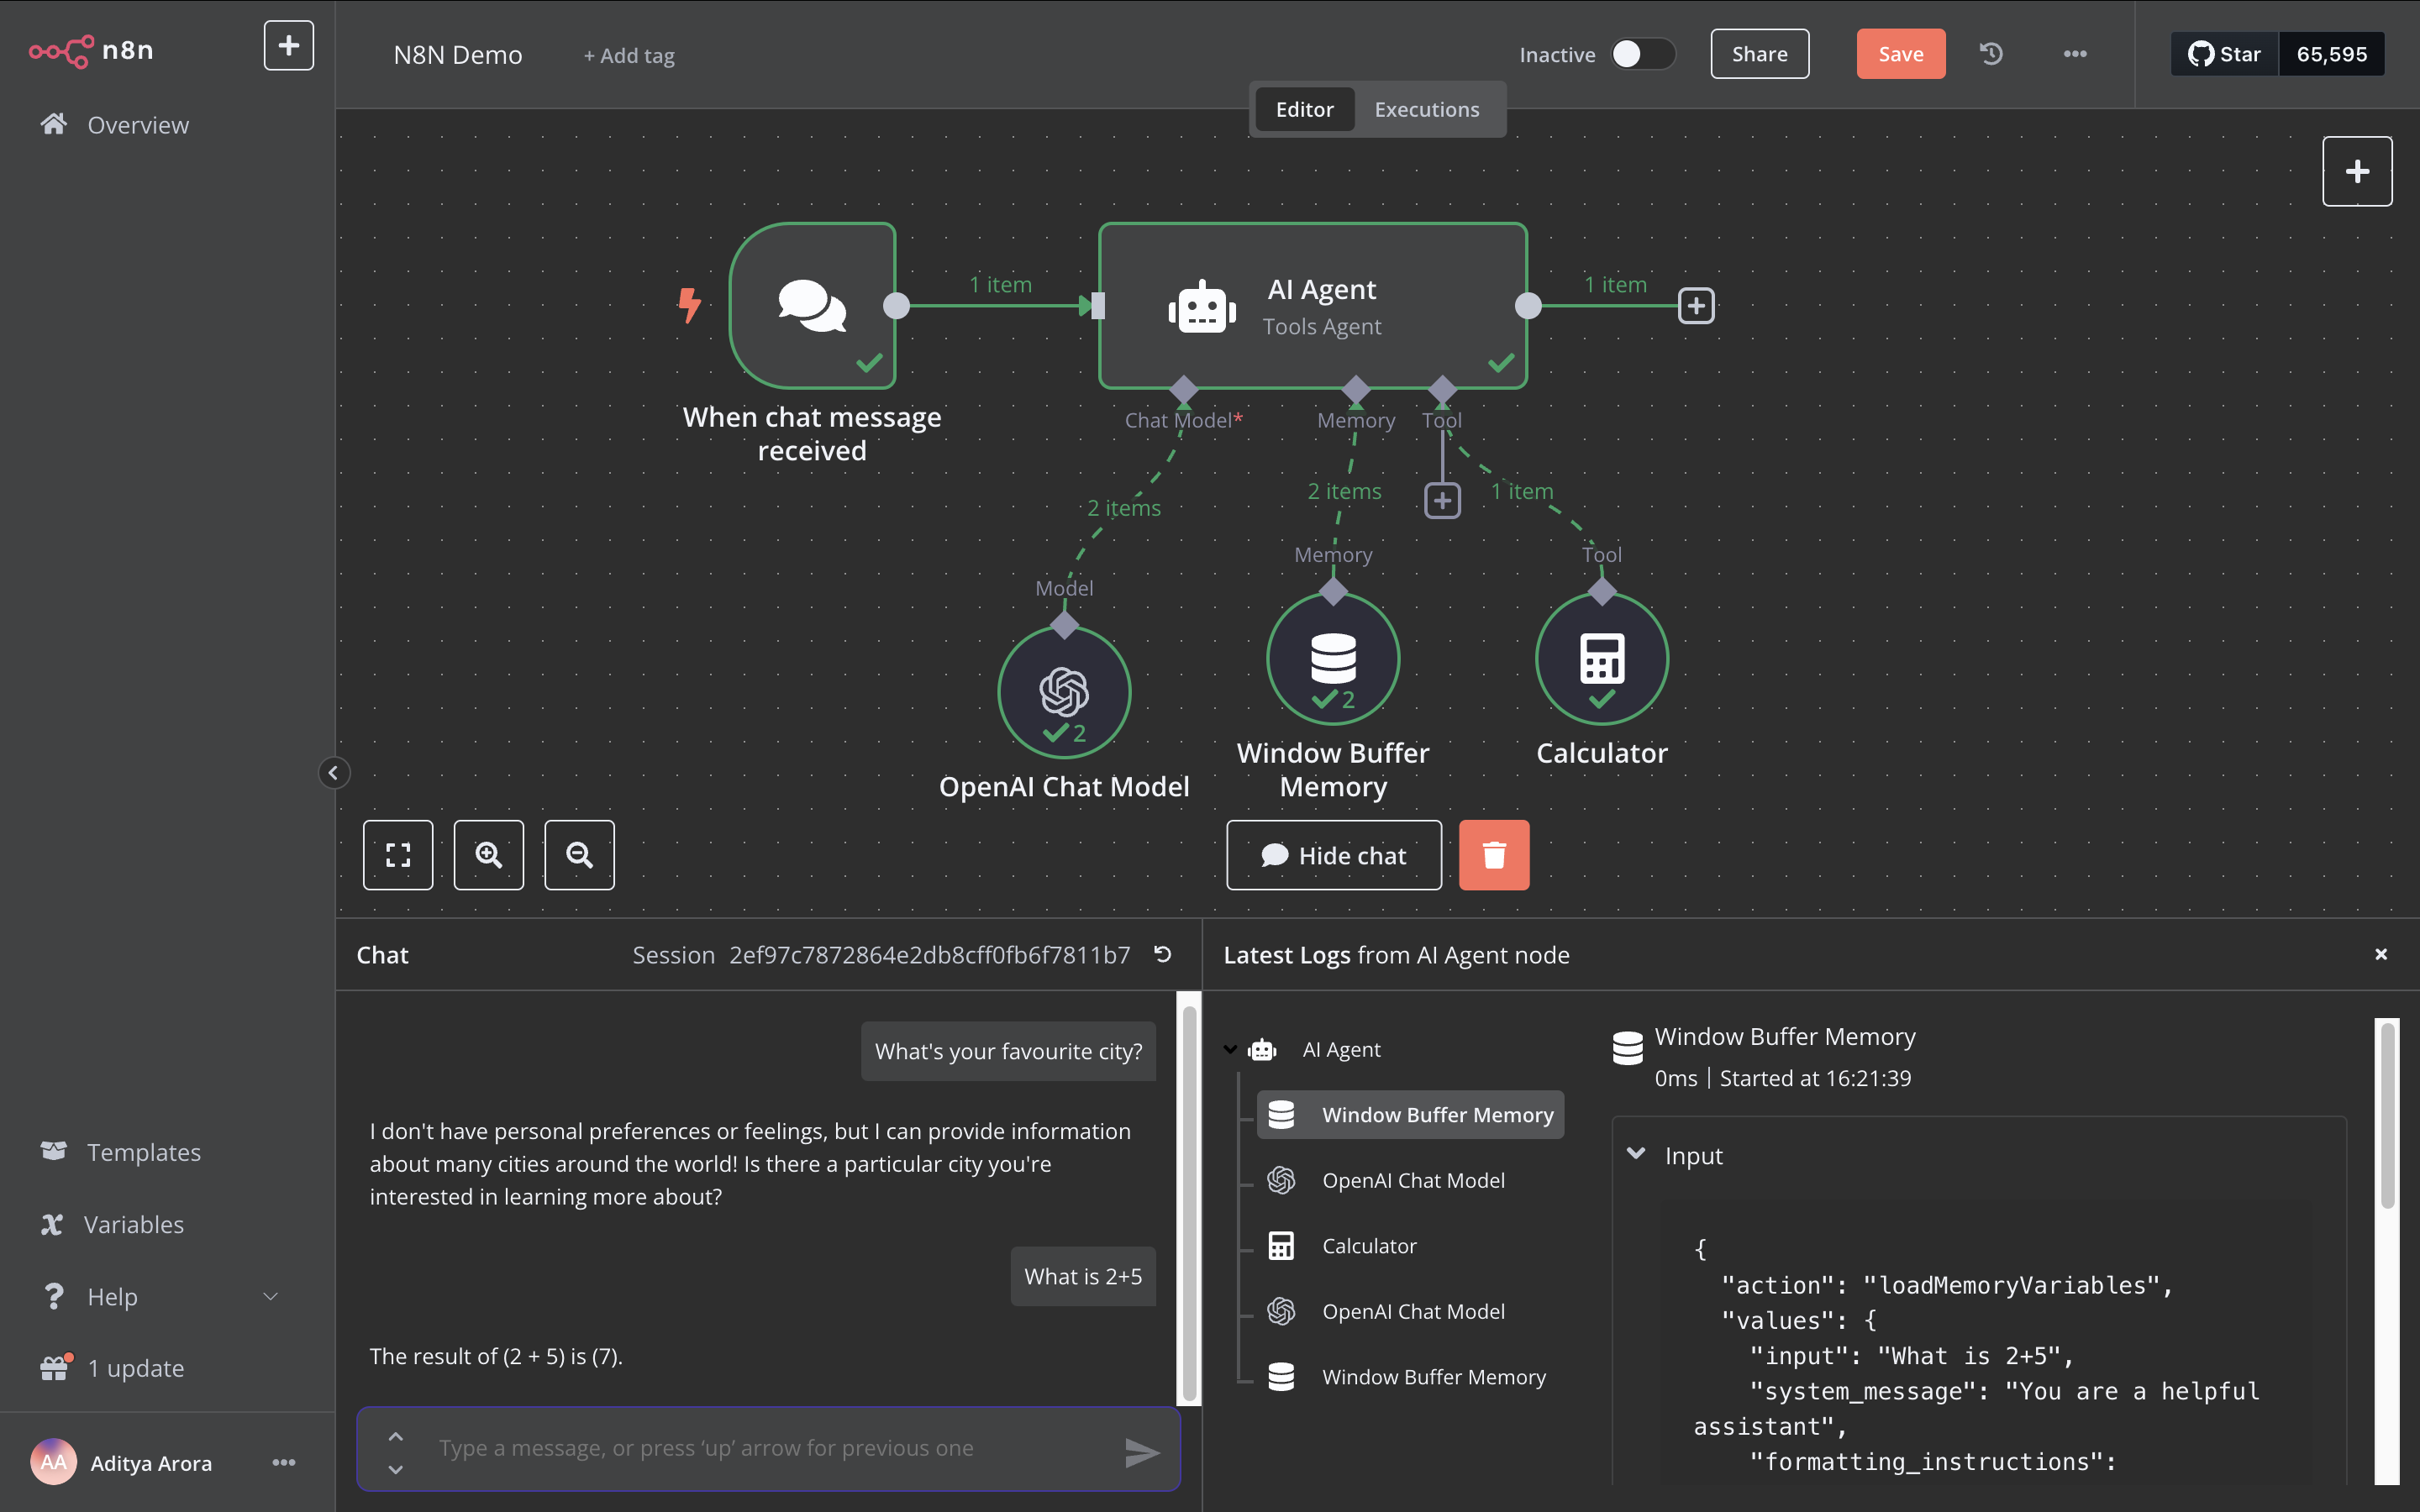 n8n
Overview
Templates
Variables
Help
1 update
AA
Aditya Arora
N8N Demo
+ Add tag
Inactive
Share
Save
Star
65,595
Editor
Executions
1 item
AI Agent
Tools Agent
1 item
When chat message
received
Chat Model*
Memory
Tool
2 items
2 items
1 item
Model
Memory
Tool
2
2
OpenAI Chat Model
Window Buffer
Memory
Calculator
Hide chat
Chat
Session 2ef97c7872864e2db8cff0fb6f7811b7
What's your favourite city?
I don't have personal preferences or feelings, but I can provide information
about many cities around the world! Is there a particular city you're
interested in learning more about?
What is 2+5
The result of (2 + 5) is (7).
Type a message, or press ‘up’ arrow for previous one
Latest Logs from AI Agent node
AI Agent
Window Buffer Memory
OpenAI Chat Model
Calculator
OpenAI Chat Model
Window Buffer Memory
Window Buffer Memory
0ms | Started at 16:21:39
Input
{
"action": "loadMemoryVariables",
"values": {
"input": "What is 2+5",
"system_message": "You are a helpful
assistant",
"formatting_instructions":